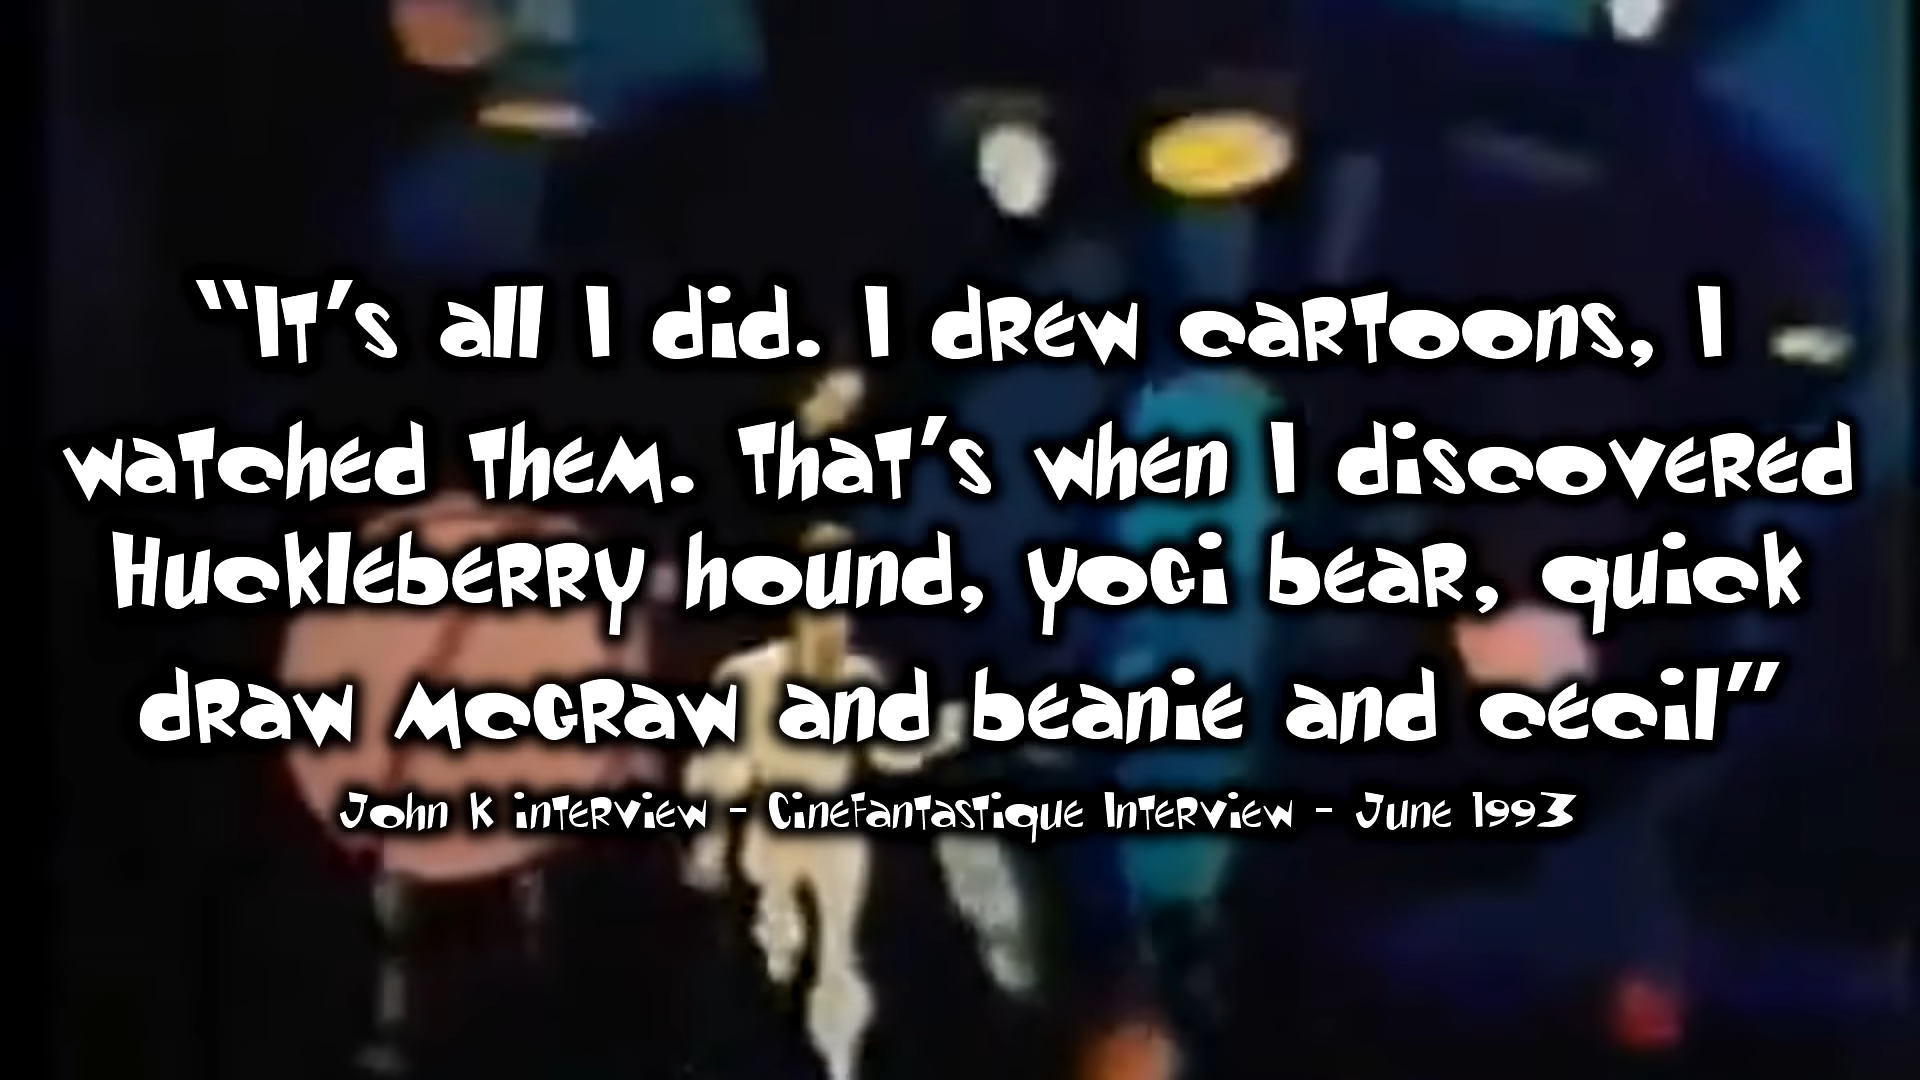 “It’s all I did. I drew cartoons, I
watched them. That’s when I discovered
Huckleberry hound, yogi bear, quick
draw mcgraw and beanie and cecil”
John K interview - Cinefantastique Interview - June 1993